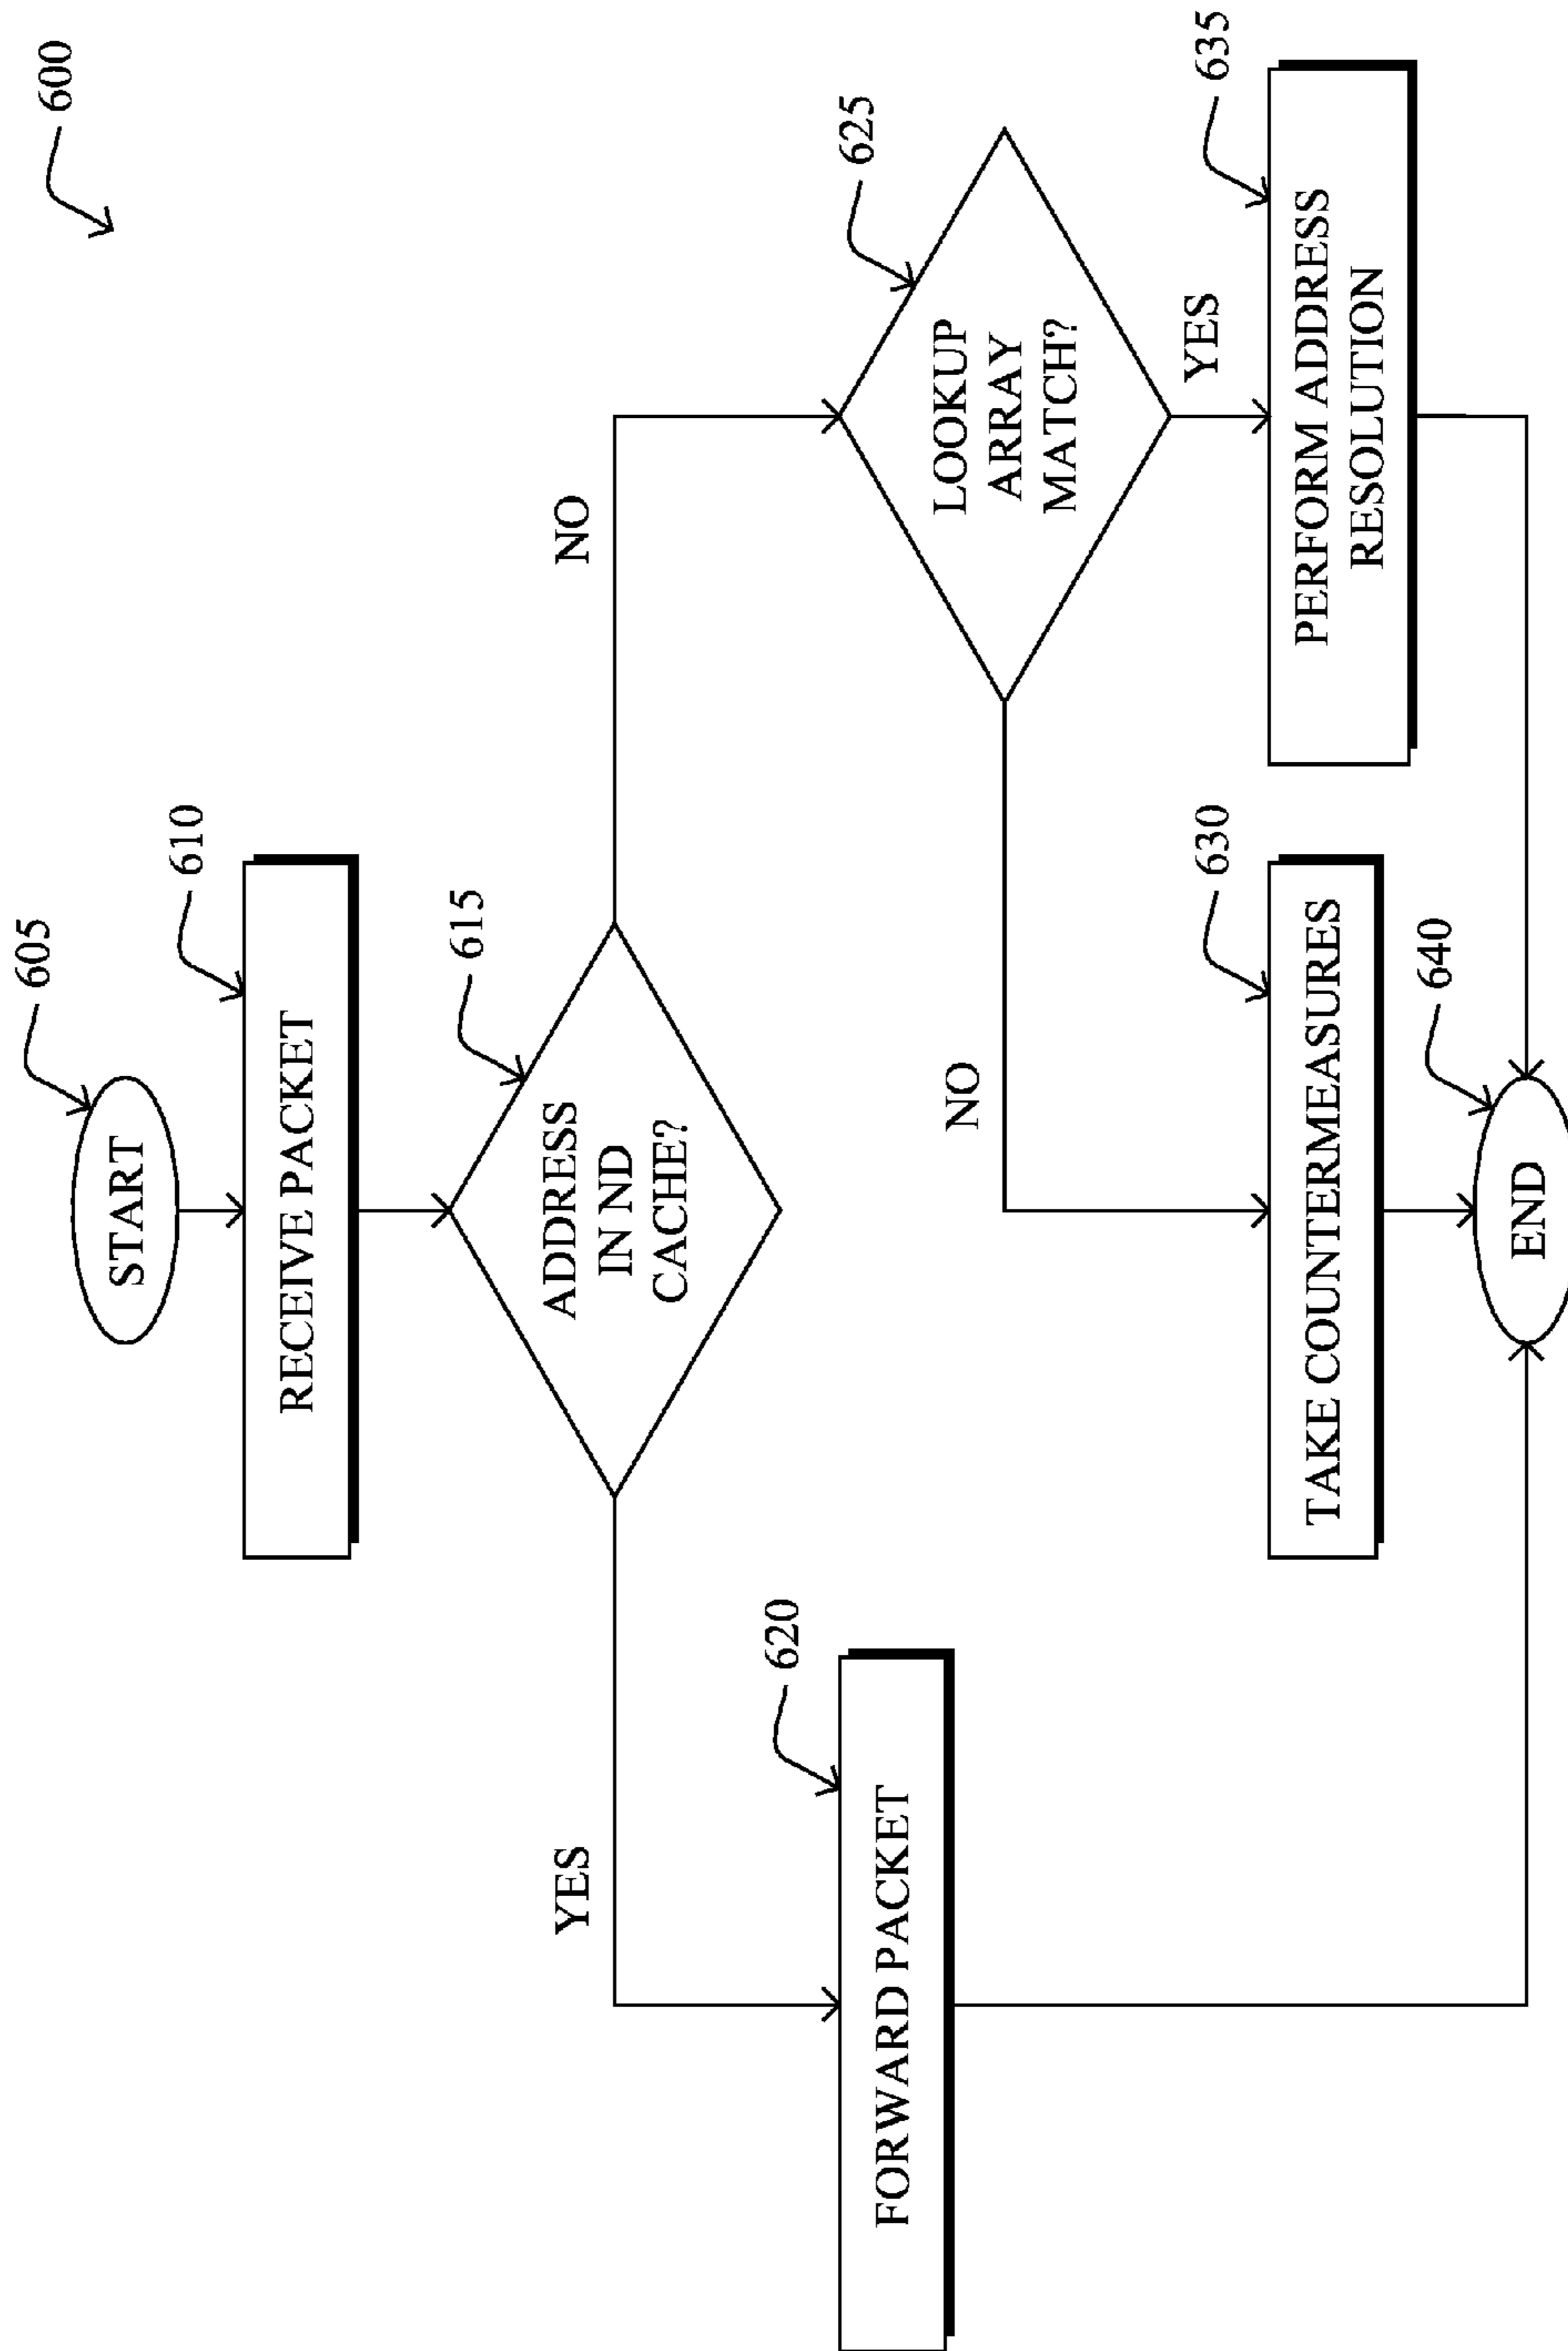 600
605
START
610
RECEIVE PACKET
615
ADDRESS
IN ND
CACHE?
YES
NO
620
FORWARD PACKET
625
LOOKUP
ARRAY
MATCH?
NO
YES
630
TAKE COUNTERMEASURES
635
PERFORM ADDRESS
RESOLUTION
640
END